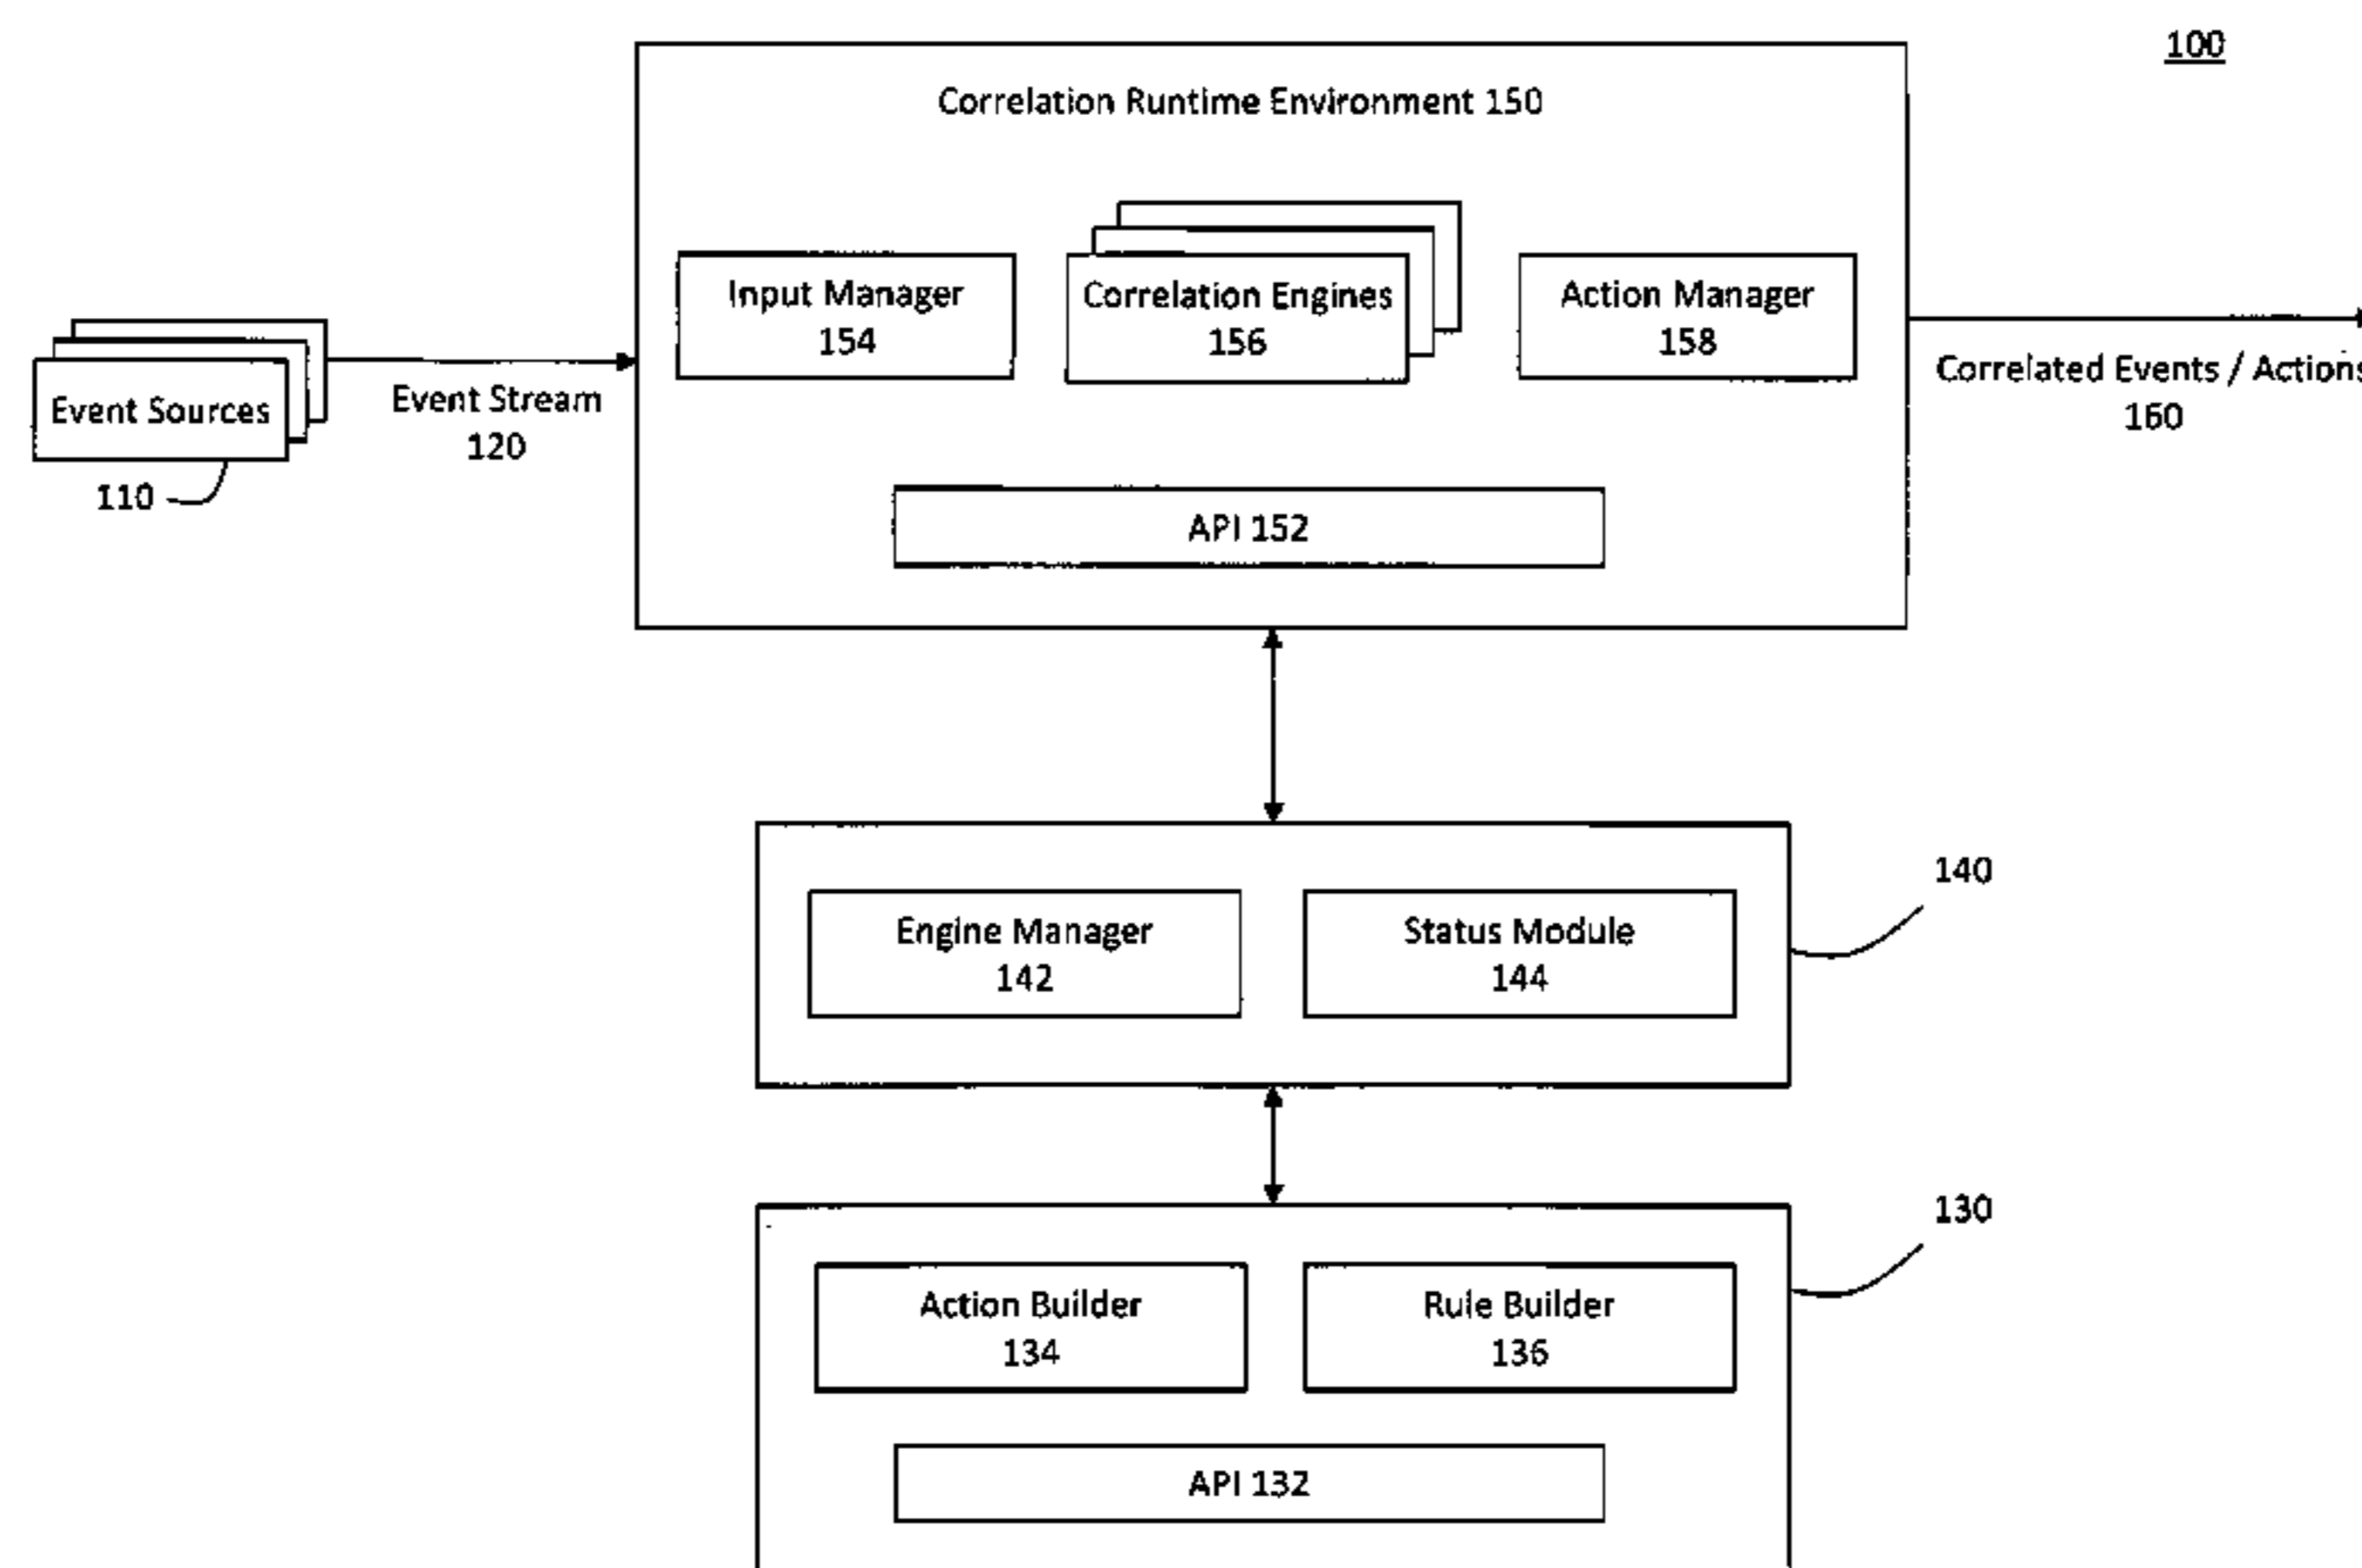 100
Correlation Runtime Environment 150
Input Manager
154
Correlation Engines
156
Action Manager
158
Event Sources
110
Event Stream
120
API 152
Correlated Events / Actions
160
Engine Manager
142
Status Module
144
140
130
Action Builder
134
Rule Builder
136
API 132